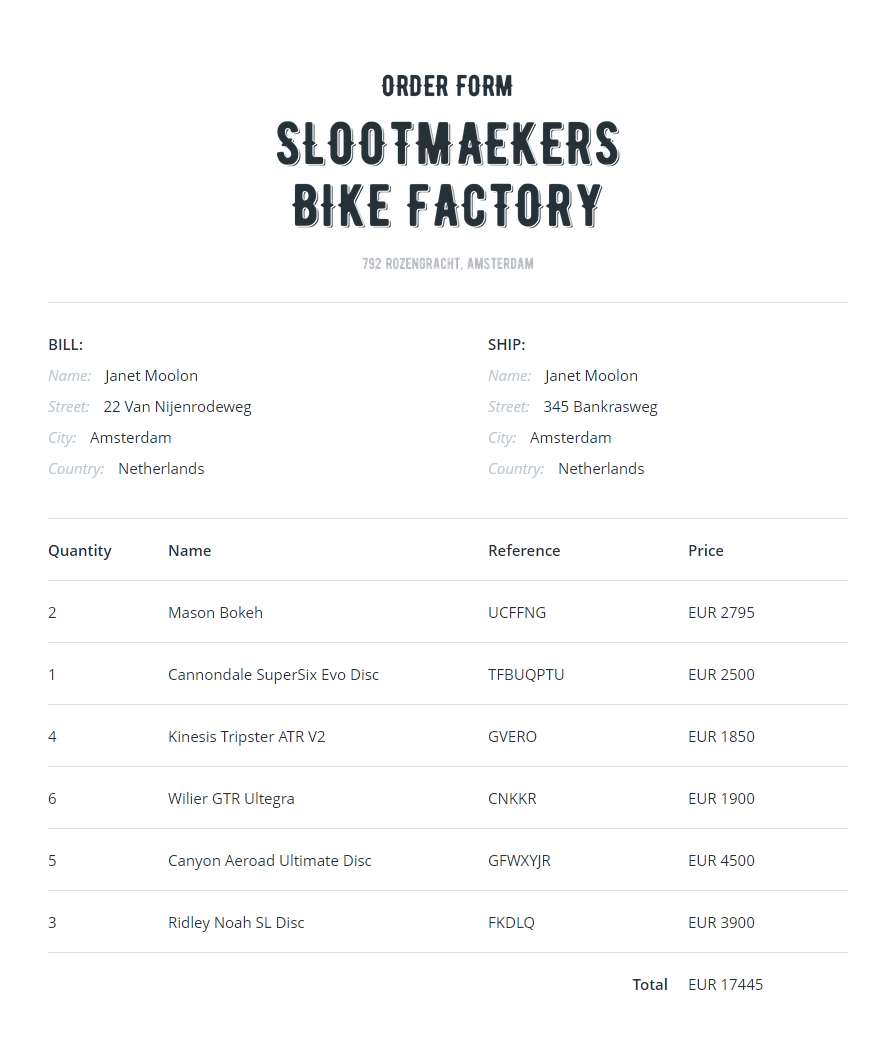 ORDER FORM
SLOOTMAEKERS
BIKE FACTORY
792 ROZENGRACHT, AMSTERDAM
BILL:
Name: Janet Moolon
Street: 22 Van Nijenrodeweg
City: Amsterdam
Country: Netherlands
SHIP:
Name: Janet Moolon
Street: 345 Bankrasweg
City: Amsterdam
Country: Netherlands
Quantity Name Reference Price
2 Mason Bokeh UCFFNG EUR 2795
1 Cannondale SuperSix Evo Disc TFBUQPTU EUR 2500
4 Kinesis Tripster ATR V2 GVERO EUR 1850
6 Wilier GTR Ultegra CNKKR EUR 1900
5 Canyon Aeroad Ultimate Disc GFWXYJR EUR 4500
3 Ridley Noah SL Disc FKDLQ EUR 3900
Total EUR 17445